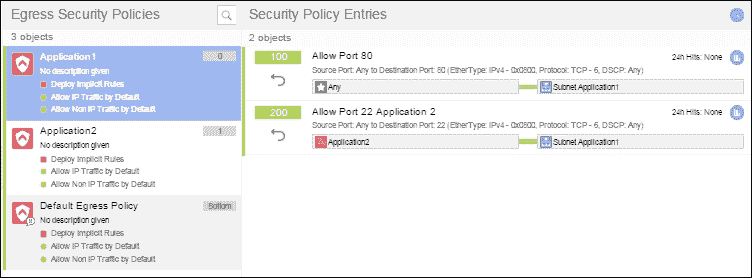 Egress Security Policies
3 objects
Application1
0
No description given
Deploy Implicit Rules
Allow IP Traffic by Default
Allow Non IP Traffic by Default
Application2
1
No description given
Deploy Implicit Rules
Allow IP Traffic by Default
Allow Non IP Traffic by Default
Default Egress Policy
Bottom
No description given
Deploy Implicit Rules
Allow IP Traffic by Default
Allow Non IP Traffic by Default
Security Policy Entries
2 objects
100
Allow Port 80
24h Hits: None
Source Port: Any to Destination Port: 80 (EtherType: IPv4 - 0x0800, Protocol: TCP - 6, DSCP: Any)
Any
Subnet Application1
200
Allow Port 22 Application 2
24h Hits: None
Source Port: Any to Destination Port: 22 (EtherType: IPv4 - 0x0800, Protocol: TCP - 6, DSCP: Any)
Application2
Subnet Application1